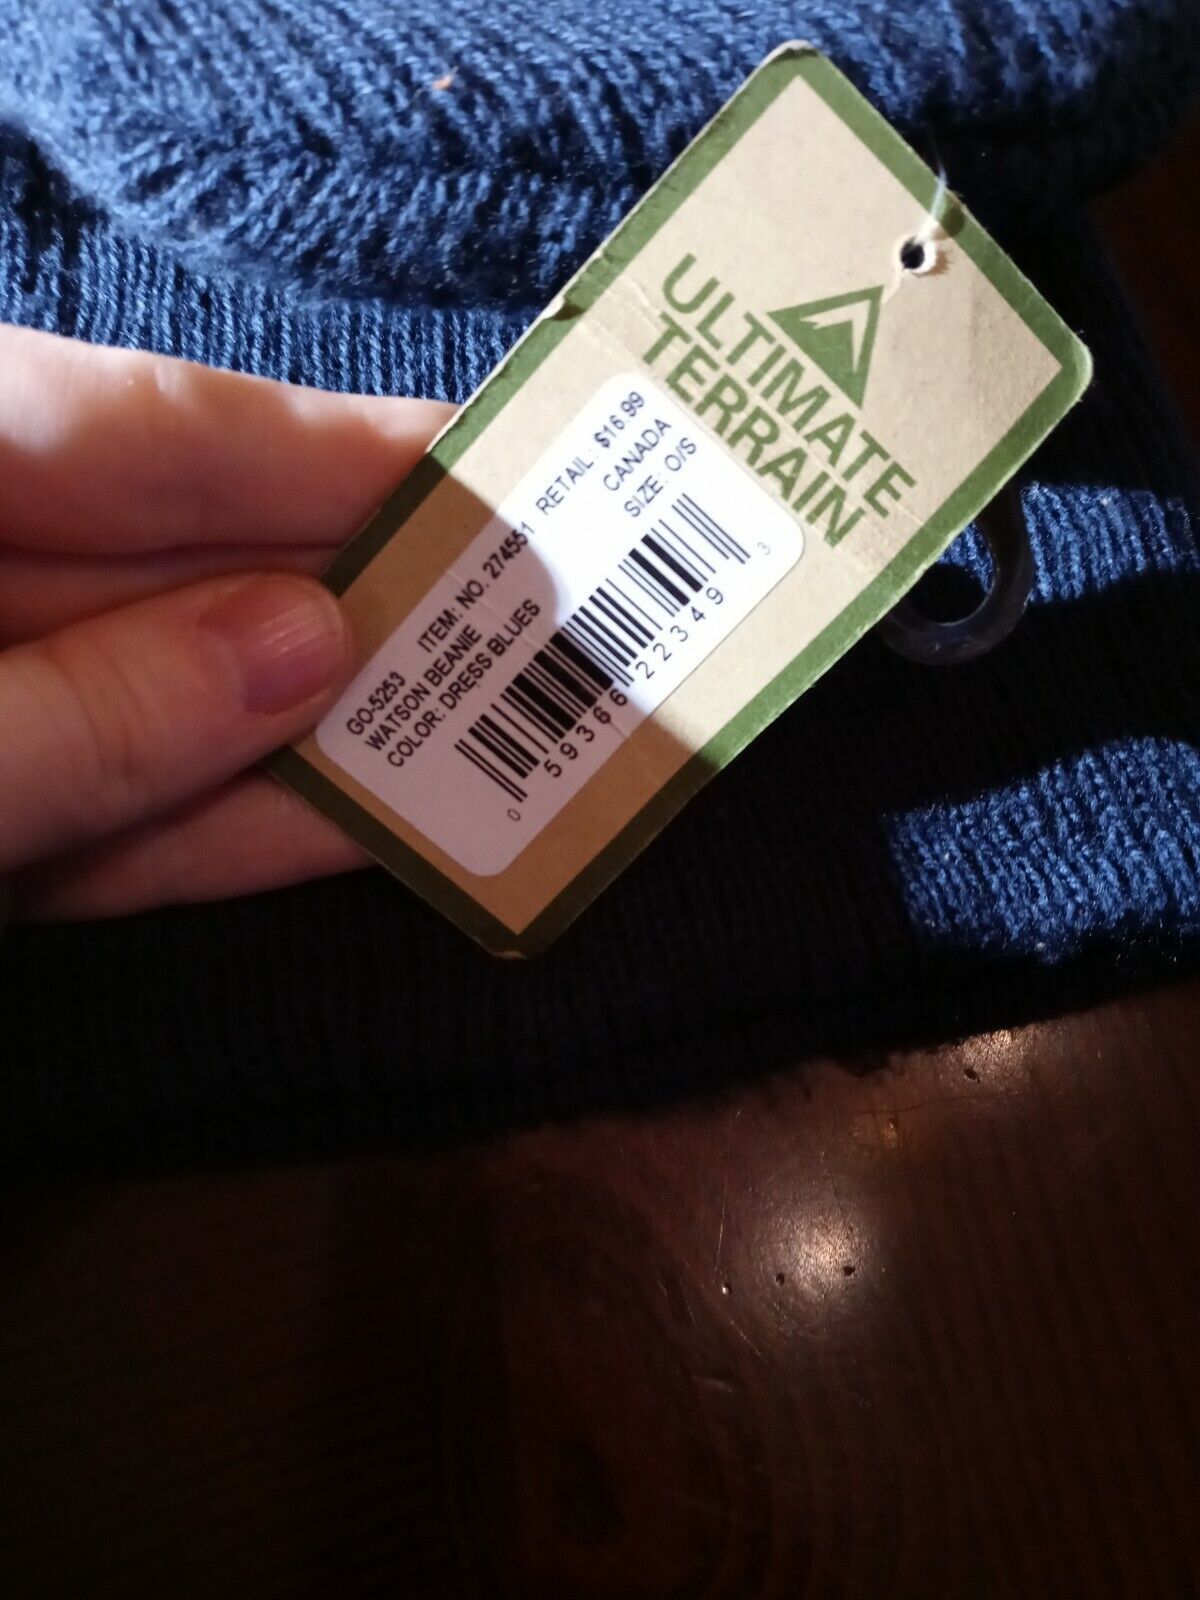 ULTIMATE
TERRAIN
GO-5253 ITEM: NO. 274551 RETAIL: $16.99
WATSON BEANIE CANADA
COLOR: DRESS BLUES SIZE: O/S
0 59366 22349 3